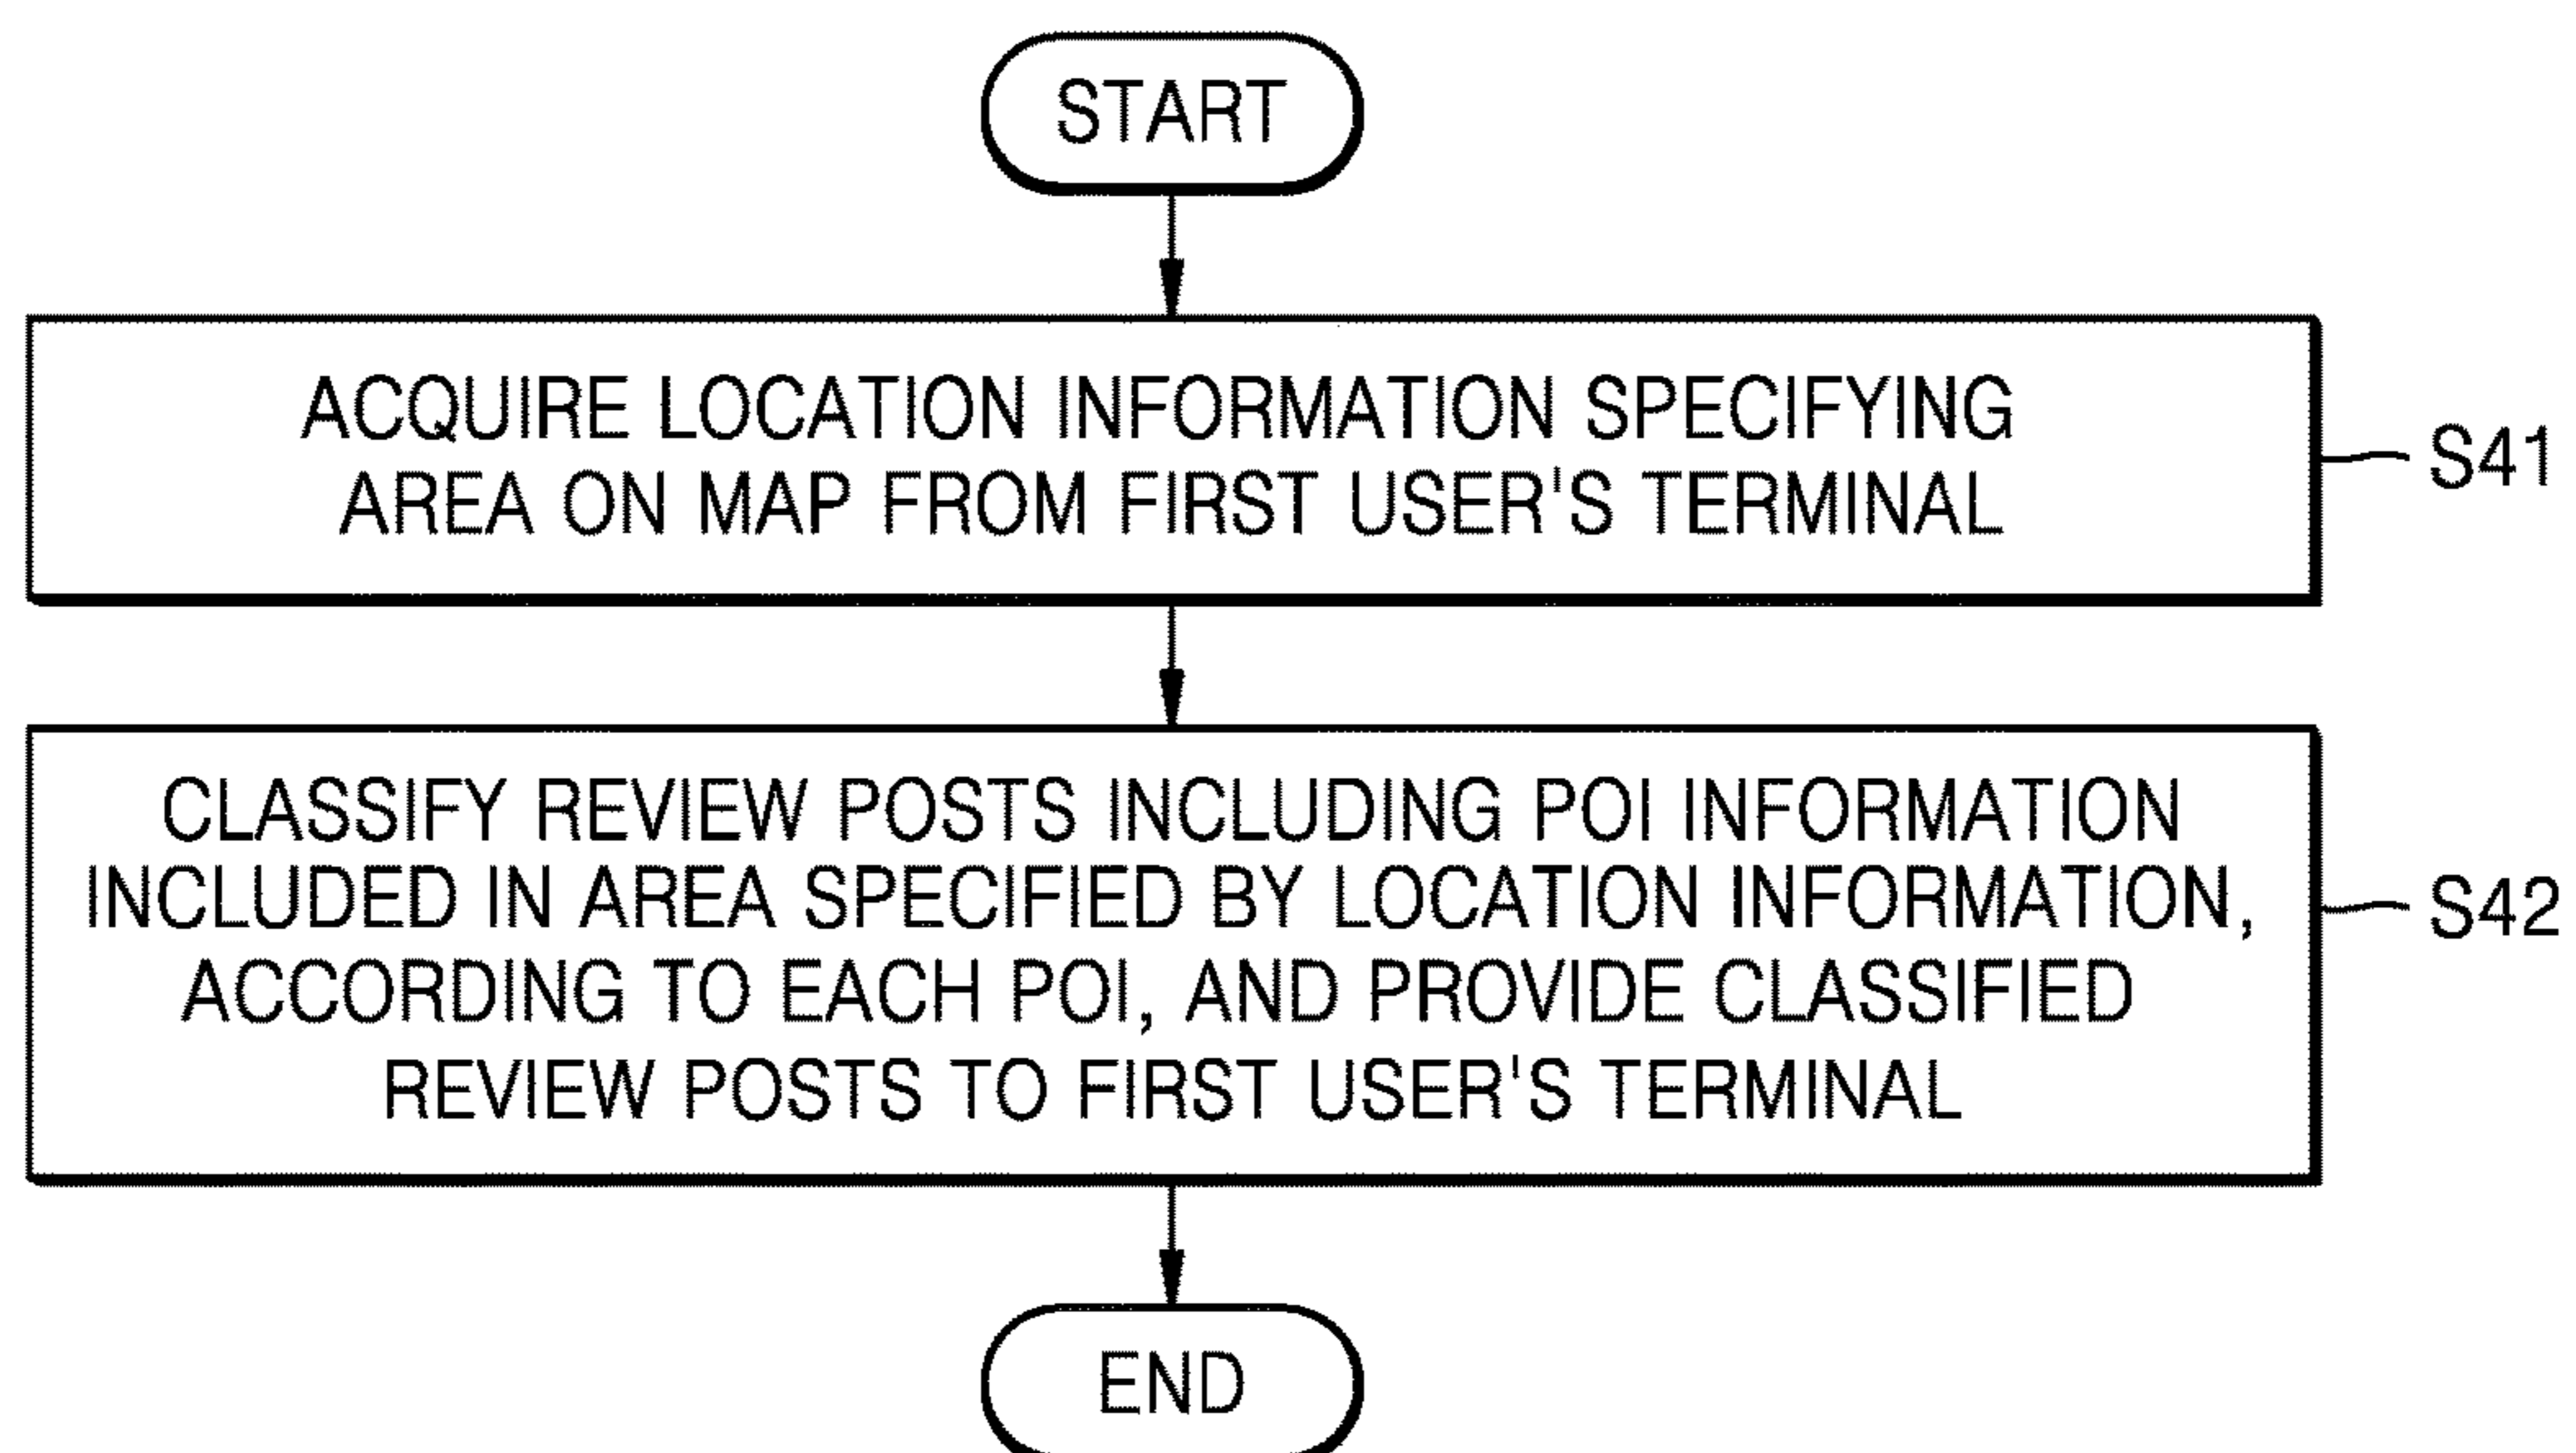 START
ACQUIRE LOCATION INFORMATION SPECIFYING
AREA ON MAP FROM FIRST USER'S TERMINAL
S41
CLASSIFY REVIEW POSTS INCLUDING POI INFORMATION
INCLUDED IN AREA SPECIFIED BY LOCATION INFORMATION,
ACCORDING TO EACH POI, AND PROVIDE CLASSIFIED
REVIEW POSTS TO FIRST USER'S TERMINAL
S42
END